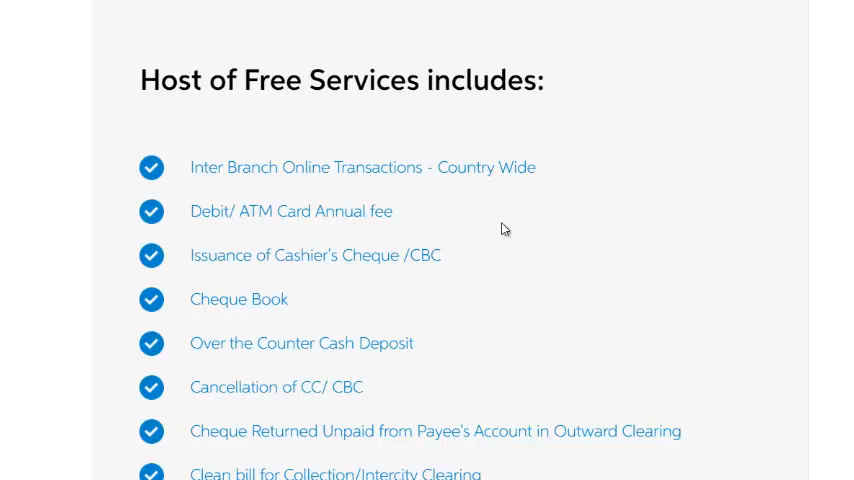 Host of Free Services includes:
Inter Branch Online Transactions - Country Wide
Debit/ ATM Card Annual fee
Issuance of Cashier's Cheque /CBC
Cheque Book
Over the Counter Cash Deposit
Cancellation of CC/ CBC
Cheque Returned Unpaid from Payee's Account in Outward Clearing
Clean bill for Collection/Intercity Clearing